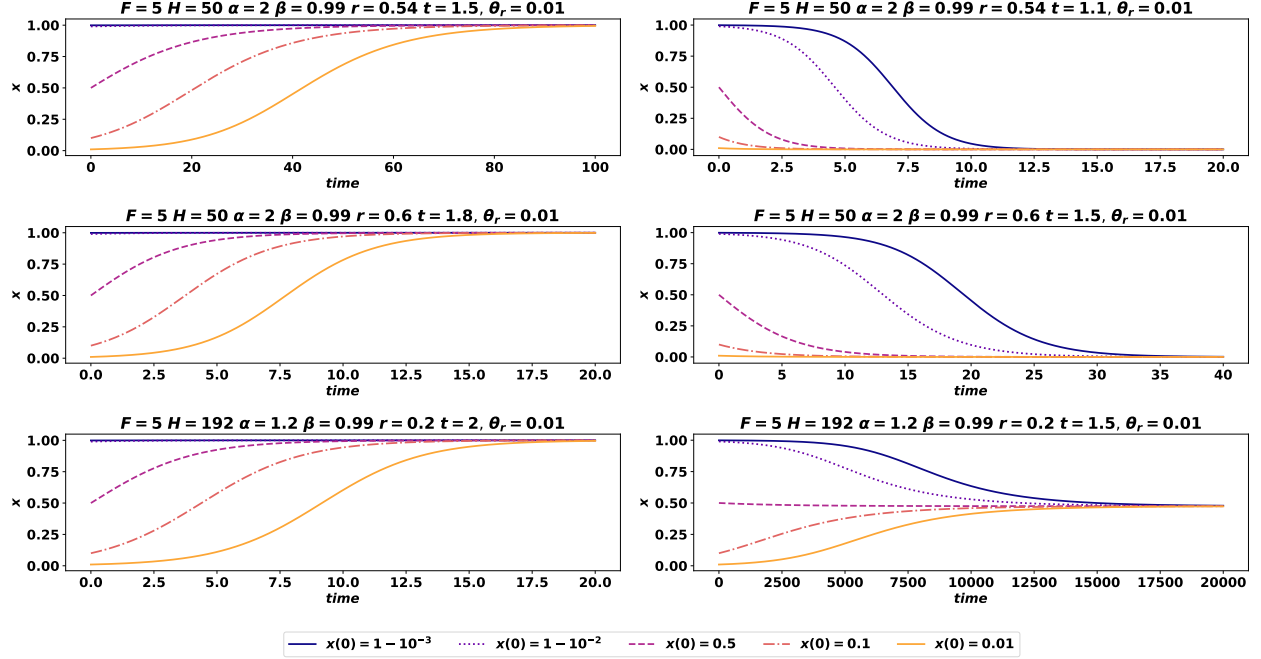 F = 5 H = 50 α = 2 β = 0.99 r = 0.54 t = 1.5, θ_r = 0.01
1.00
0.75
0.50
0.25
0.00
x
0 20 40 60 80 100
time
F = 5 H = 50 α = 2 β = 0.99 r = 0.54 t = 1.1, θ_r = 0.01
1.00
0.75
0.50
0.25
0.00
x
0.0 2.5 5.0 7.5 10.0 12.5 15.0 17.5 20.0
time
F = 5 H = 50 α = 2 β = 0.99 r = 0.6 t = 1.8, θ_r = 0.01
1.00
0.75
0.50
0.25
0.00
x
0.0 2.5 5.0 7.5 10.0 12.5 15.0 17.5 20.0
time
F = 5 H = 50 α = 2 β = 0.99 r = 0.6 t = 1.5, θ_r = 0.01
1.00
0.75
0.50
0.25
0.00
x
0 5 10 15 20 25 30 35 40
time
F = 5 H = 192 α = 1.2 β = 0.99 r = 0.2 t = 2, θ_r = 0.01
1.00
0.75
0.50
0.25
0.00
x
0.0 2.5 5.0 7.5 10.0 12.5 15.0 17.5 20.0
time
F = 5 H = 192 α = 1.2 β = 0.99 r = 0.2 t = 1.5, θ_r = 0.01
1.00
0.75
0.50
0.25
0.00
x
0 2500 5000 7500 10000 12500 15000 17500 20000
time
x(0) = 1 − 10⁻³ x(0) = 1 − 10⁻² x(0) = 0.5 x(0) = 0.1 x(0) = 0.01